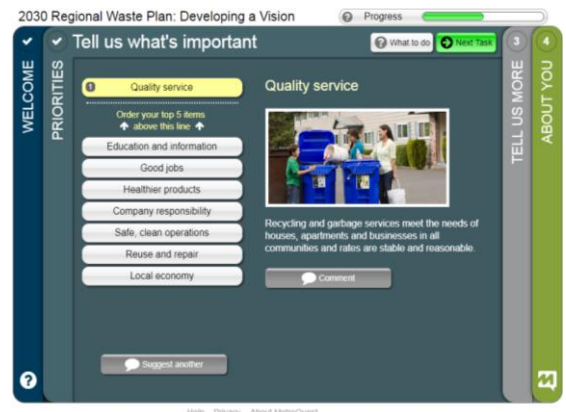 2030 Regional Waste Plan: Developing a Vision
Progress
WELCOME
PRIORITIES
Tell us what's important
What to do
Next Task
1 Quality service
Order your top 5 items
above this line
Education and information
Good jobs
Healthier products
Company responsibility
Safe, clean operations
Reuse and repair
Local economy
Suggest another
Quality service
Recycling and garbage services meet the needs of
houses, apartments and businesses in all
communities and rates are stable and reasonable.
Comment
3
TELL US MORE
4
ABOUT YOU
Help Privacy About MetroQuest